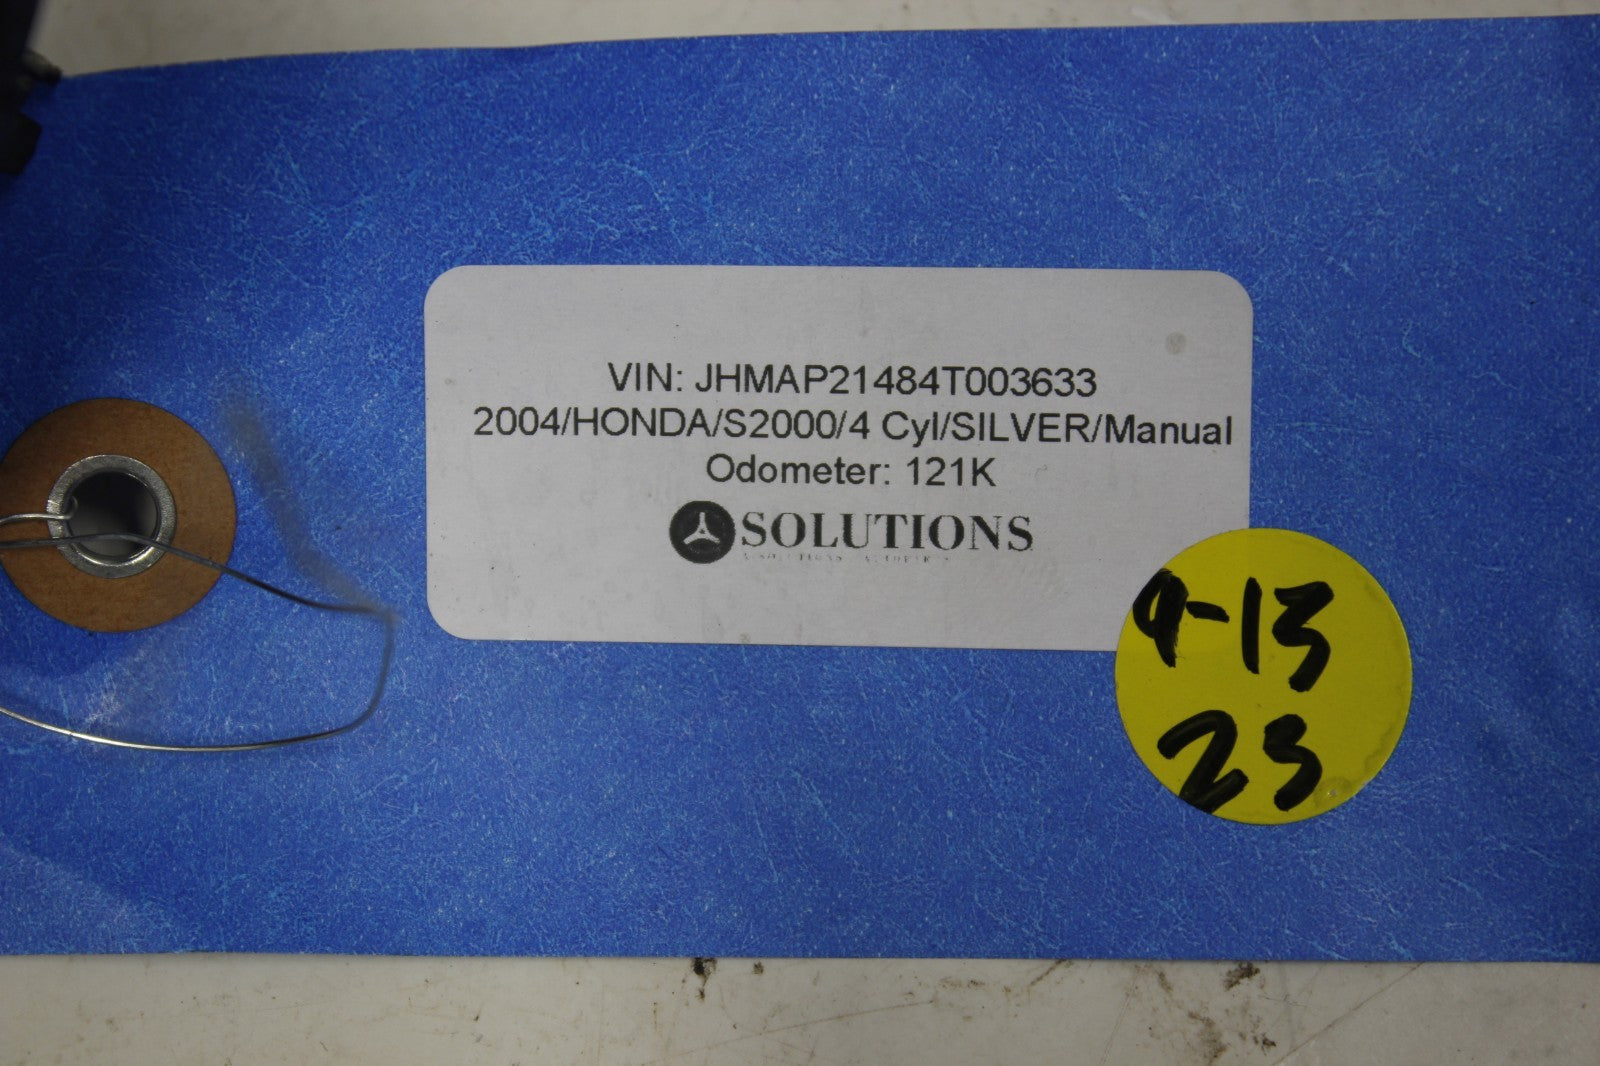 VIN: JHMAP21484T003633
2004/HONDA/S2000/4 Cyl/SILVER/Manual
Odometer: 121K
SOLUTIONS
9-13
23